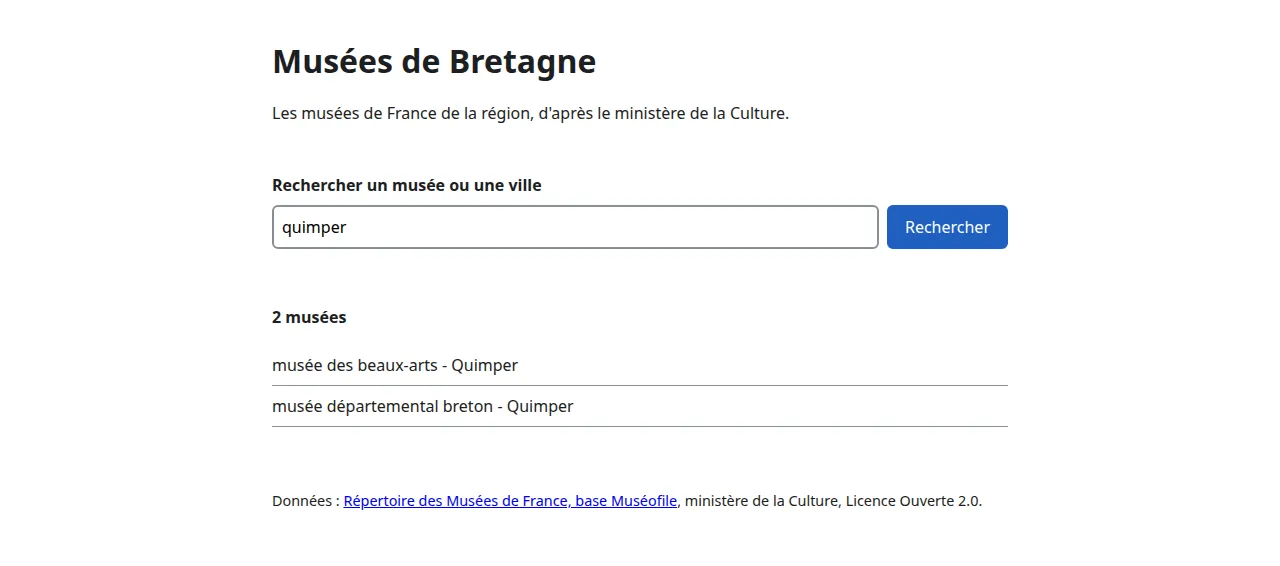 Musées de Bretagne
Les musées de France de la région, d'après le ministère de la Culture.
Rechercher un musée ou une ville
quimper
Rechercher
2 musées
musée des beaux-arts - Quimper
musée départemental breton - Quimper
Données : Répertoire des Musées de France, base Muséofile, ministère de la Culture, Licence Ouverte 2.0.